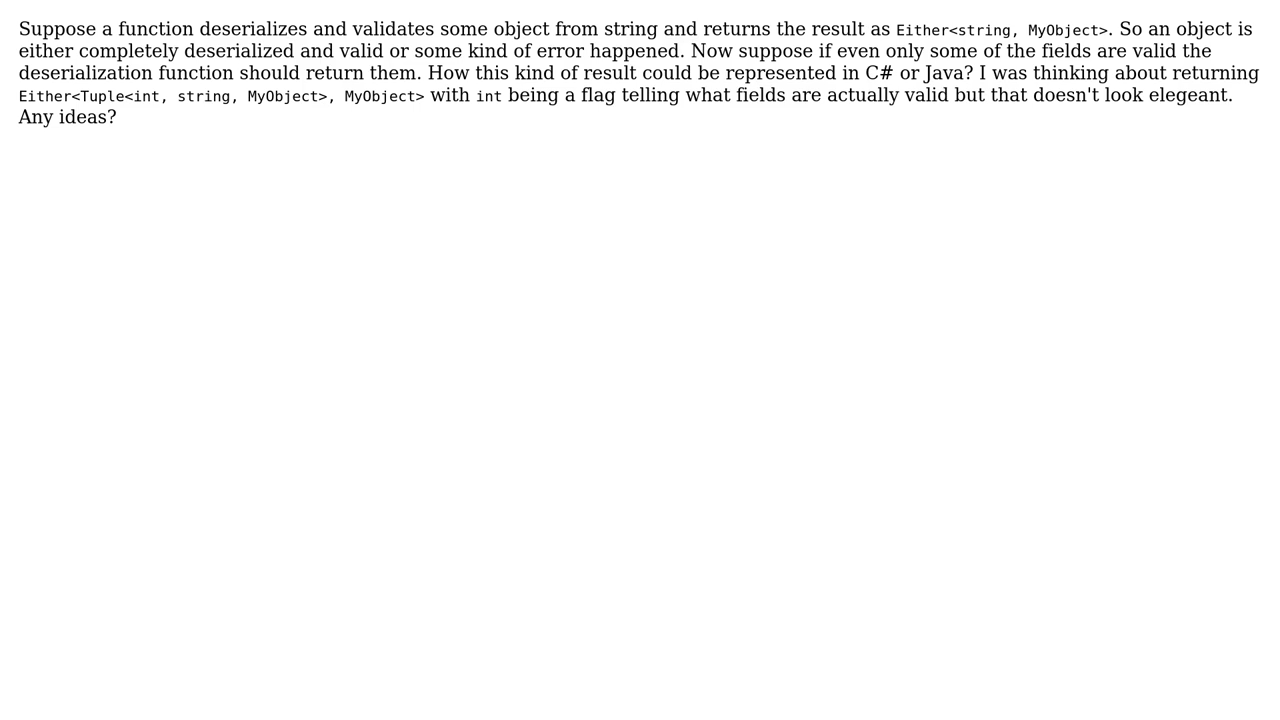 Suppose a function deserializes and validates some object from string and returns the result as Either<string, MyObject>. So an object is
either completely deserialized and valid or some kind of error happened. Now suppose if even only some of the fields are valid the
deserialization function should return them. How this kind of result could be represented in C# or Java? I was thinking about returning
Either<Tuple<int, string, MyObject>, MyObject> with int being a flag telling what fields are actually valid but that doesn't look elegeant.
Any ideas?